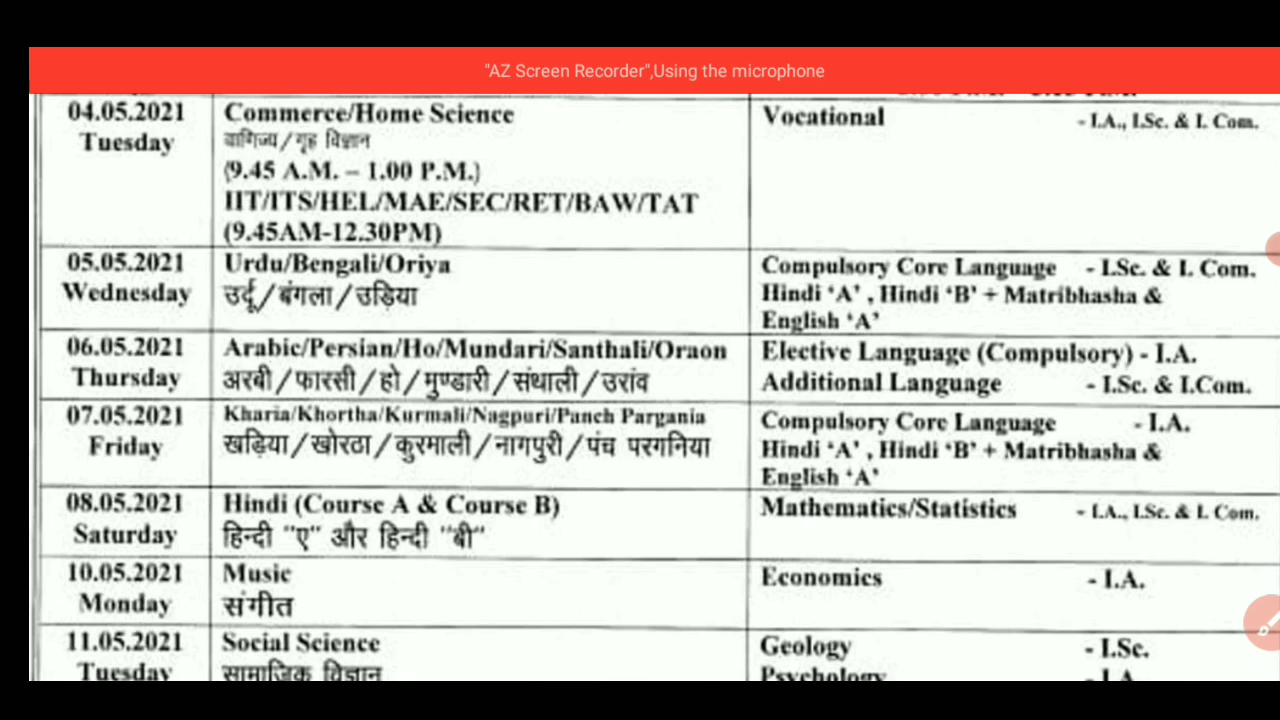 "AZ Screen Recorder",Using the microphone
04.05.2021
Tuesday
Commerce/Home Science
वाणिज्य/गृह विज्ञान
(9.45 A.M. – 1.00 P.M.)
IIT/ITS/HEL/MAE/SEC/RET/BAW/TAT
(9.45AM-12.30PM)
Vocational - I.A., I.Sc. & I. Com.
05.05.2021
Wednesday
Urdu/Bengali/Oriya
उर्दू/बंगला/उड़िया
Compulsory Core Language - I.Sc. & I. Com.
Hindi ‘A’ , Hindi ‘B’ + Matribhasha &
English ‘A’
06.05.2021
Thursday
Arabic/Persian/Ho/Mundari/Santhali/Oraon
अरबी/फारसी/हो/मुण्डारी/संथाली/उरांव
Elective Language (Compulsory) - I.A.
Additional Language - I.Sc. & I.Com.
07.05.2021
Friday
Kharia/Khortha/Kurmali/Nagpuri/Panch Pargania
खड़िया/खोरठा/कुरमाली/नागपुरी/पंच परगनिया
Compulsory Core Language - I.A.
Hindi ‘A’ , Hindi ‘B’ + Matribhasha &
English ‘A’
08.05.2021
Saturday
Hindi (Course A & Course B)
हिन्दी "ए" और हिन्दी "बी"
Mathematics/Statistics - I.A., I.Sc. & I. Com.
10.05.2021
Monday
Music
संगीत
Economics - I.A.
11.05.2021
Tuesday
Social Science
सामाजिक विज्ञान
Geology - I.Sc.
Psychology - I.A.